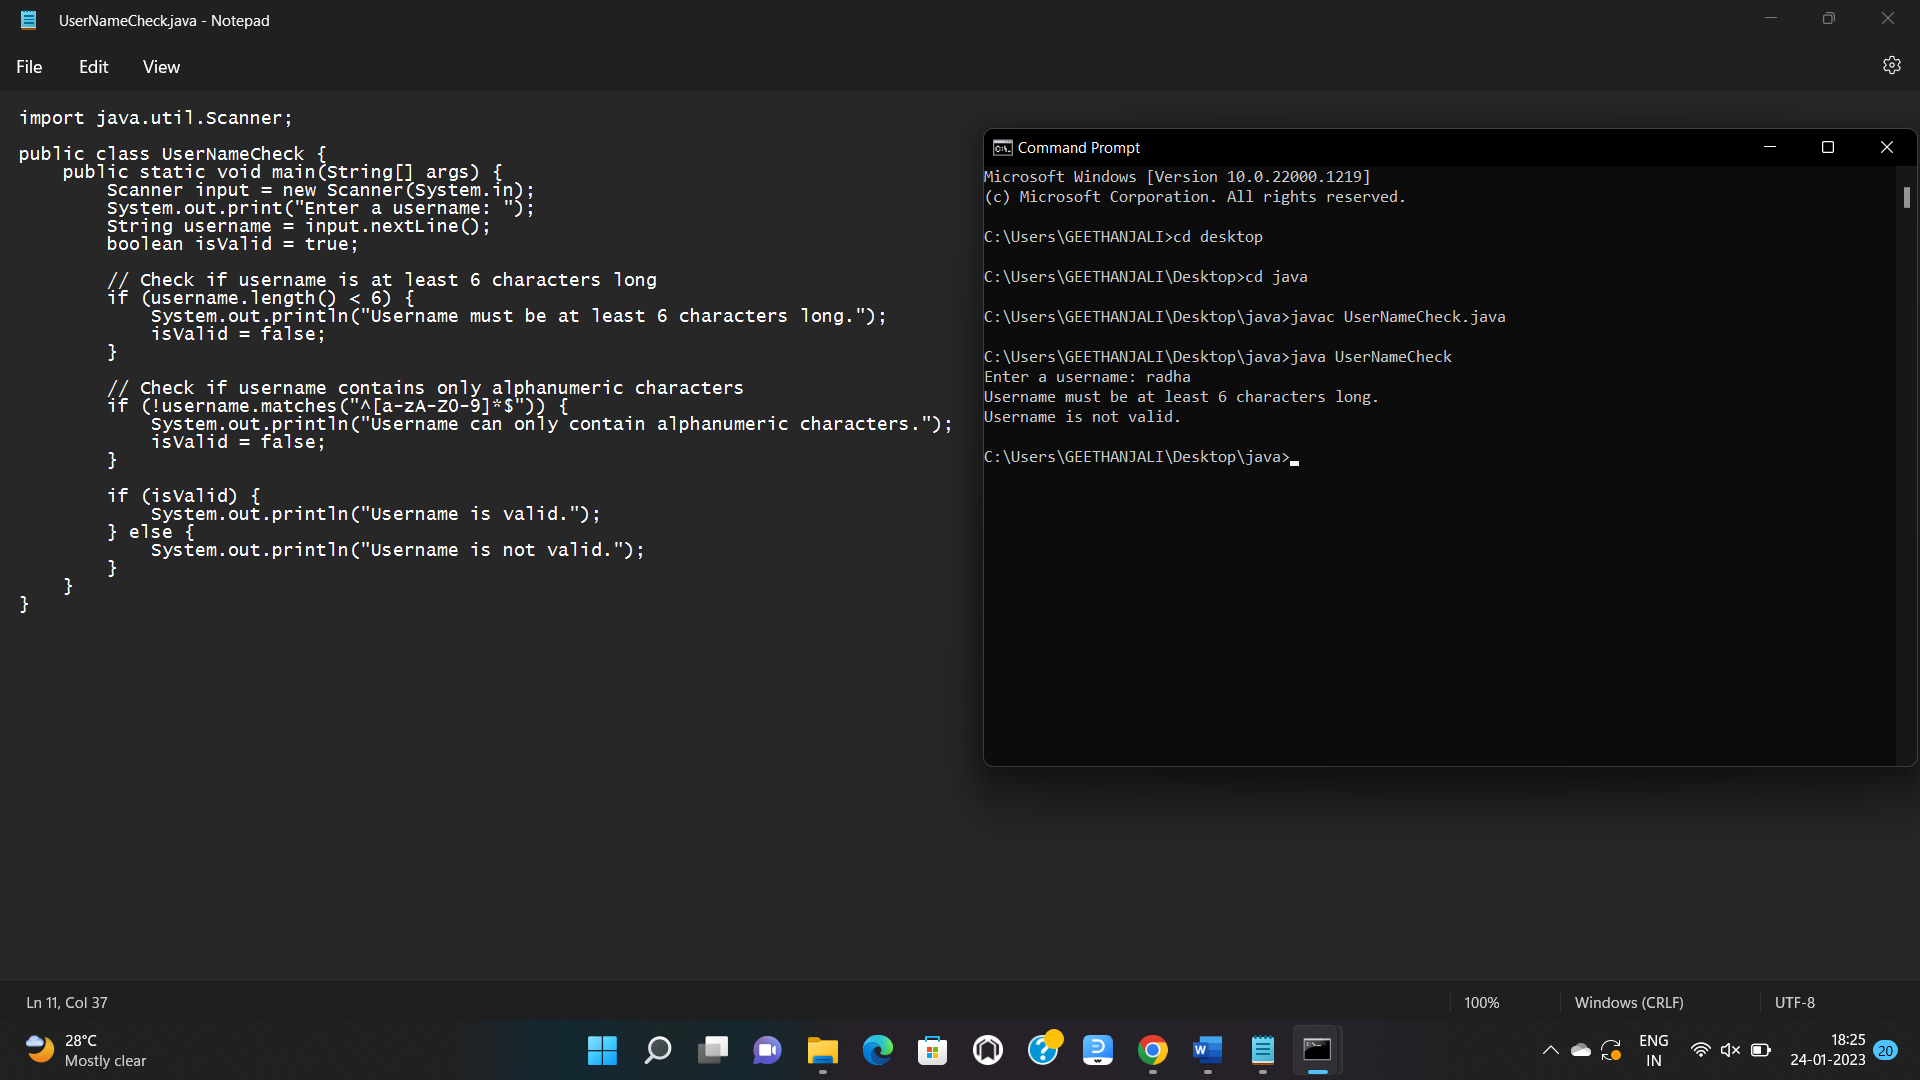 UserNameCheck.java - Notepad
File Edit View
import java.util.Scanner;
public class UserNameCheck {
public static void main(String[] args) {
Scanner input = new Scanner(System.in);
System.out.print("Enter a username: ");
String username = input.nextLine();
boolean isValid = true;
// Check if username is at least 6 characters long
if (username.length() < 6) {
System.out.println("Username must be at least 6 characters long.");
isValid = false;
}
// Check if username contains only alphanumeric characters
if (!username.matches("^[a-zA-Z0-9]*$")) {
System.out.println("Username can only contain alphanumeric characters.");
isValid = false;
}
if (isValid) {
System.out.println("Username is valid.");
} else {
System.out.println("Username is not valid.");
}
}
}
Command Prompt
Microsoft Windows [Version 10.0.22000.1219]
(c) Microsoft Corporation. All rights reserved.
C:\Users\GEETHANJALI>cd desktop
C:\Users\GEETHANJALI\Desktop>cd java
C:\Users\GEETHANJALI\Desktop\java>javac UserNameCheck.java
C:\Users\GEETHANJALI\Desktop\java>java UserNameCheck
Enter a username: radha
Username must be at least 6 characters long.
Username is not valid.
C:\Users\GEETHANJALI\Desktop\java>
Ln 11, Col 37
100%
Windows (CRLF)
UTF-8
28°C
Mostly clear
ENG
IN
18:25
24-01-2023
20